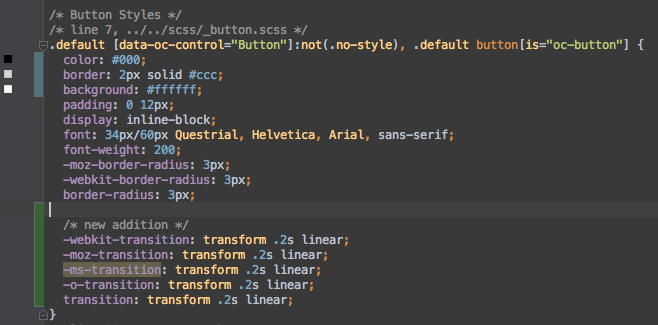 /* Button Styles */
/* line 7, ../../scss/_button.scss */
.default [data-oc-control="Button"]:not(.no-style), .default button[is="oc-button"] {
color: #000;
border: 2px solid #ccc;
background: #ffffff;
padding: 0 12px;
display: inline-block;
font: 34px/60px Questrial, Helvetica, Arial, sans-serif;
font-weight: 200;
-moz-border-radius: 3px;
-webkit-border-radius: 3px;
border-radius: 3px;
/* new addition */
-webkit-transition: transform .2s linear;
-moz-transition: transform .2s linear;
-ms-transition: transform .2s linear;
-o-transition: transform .2s linear;
transition: transform .2s linear;
}